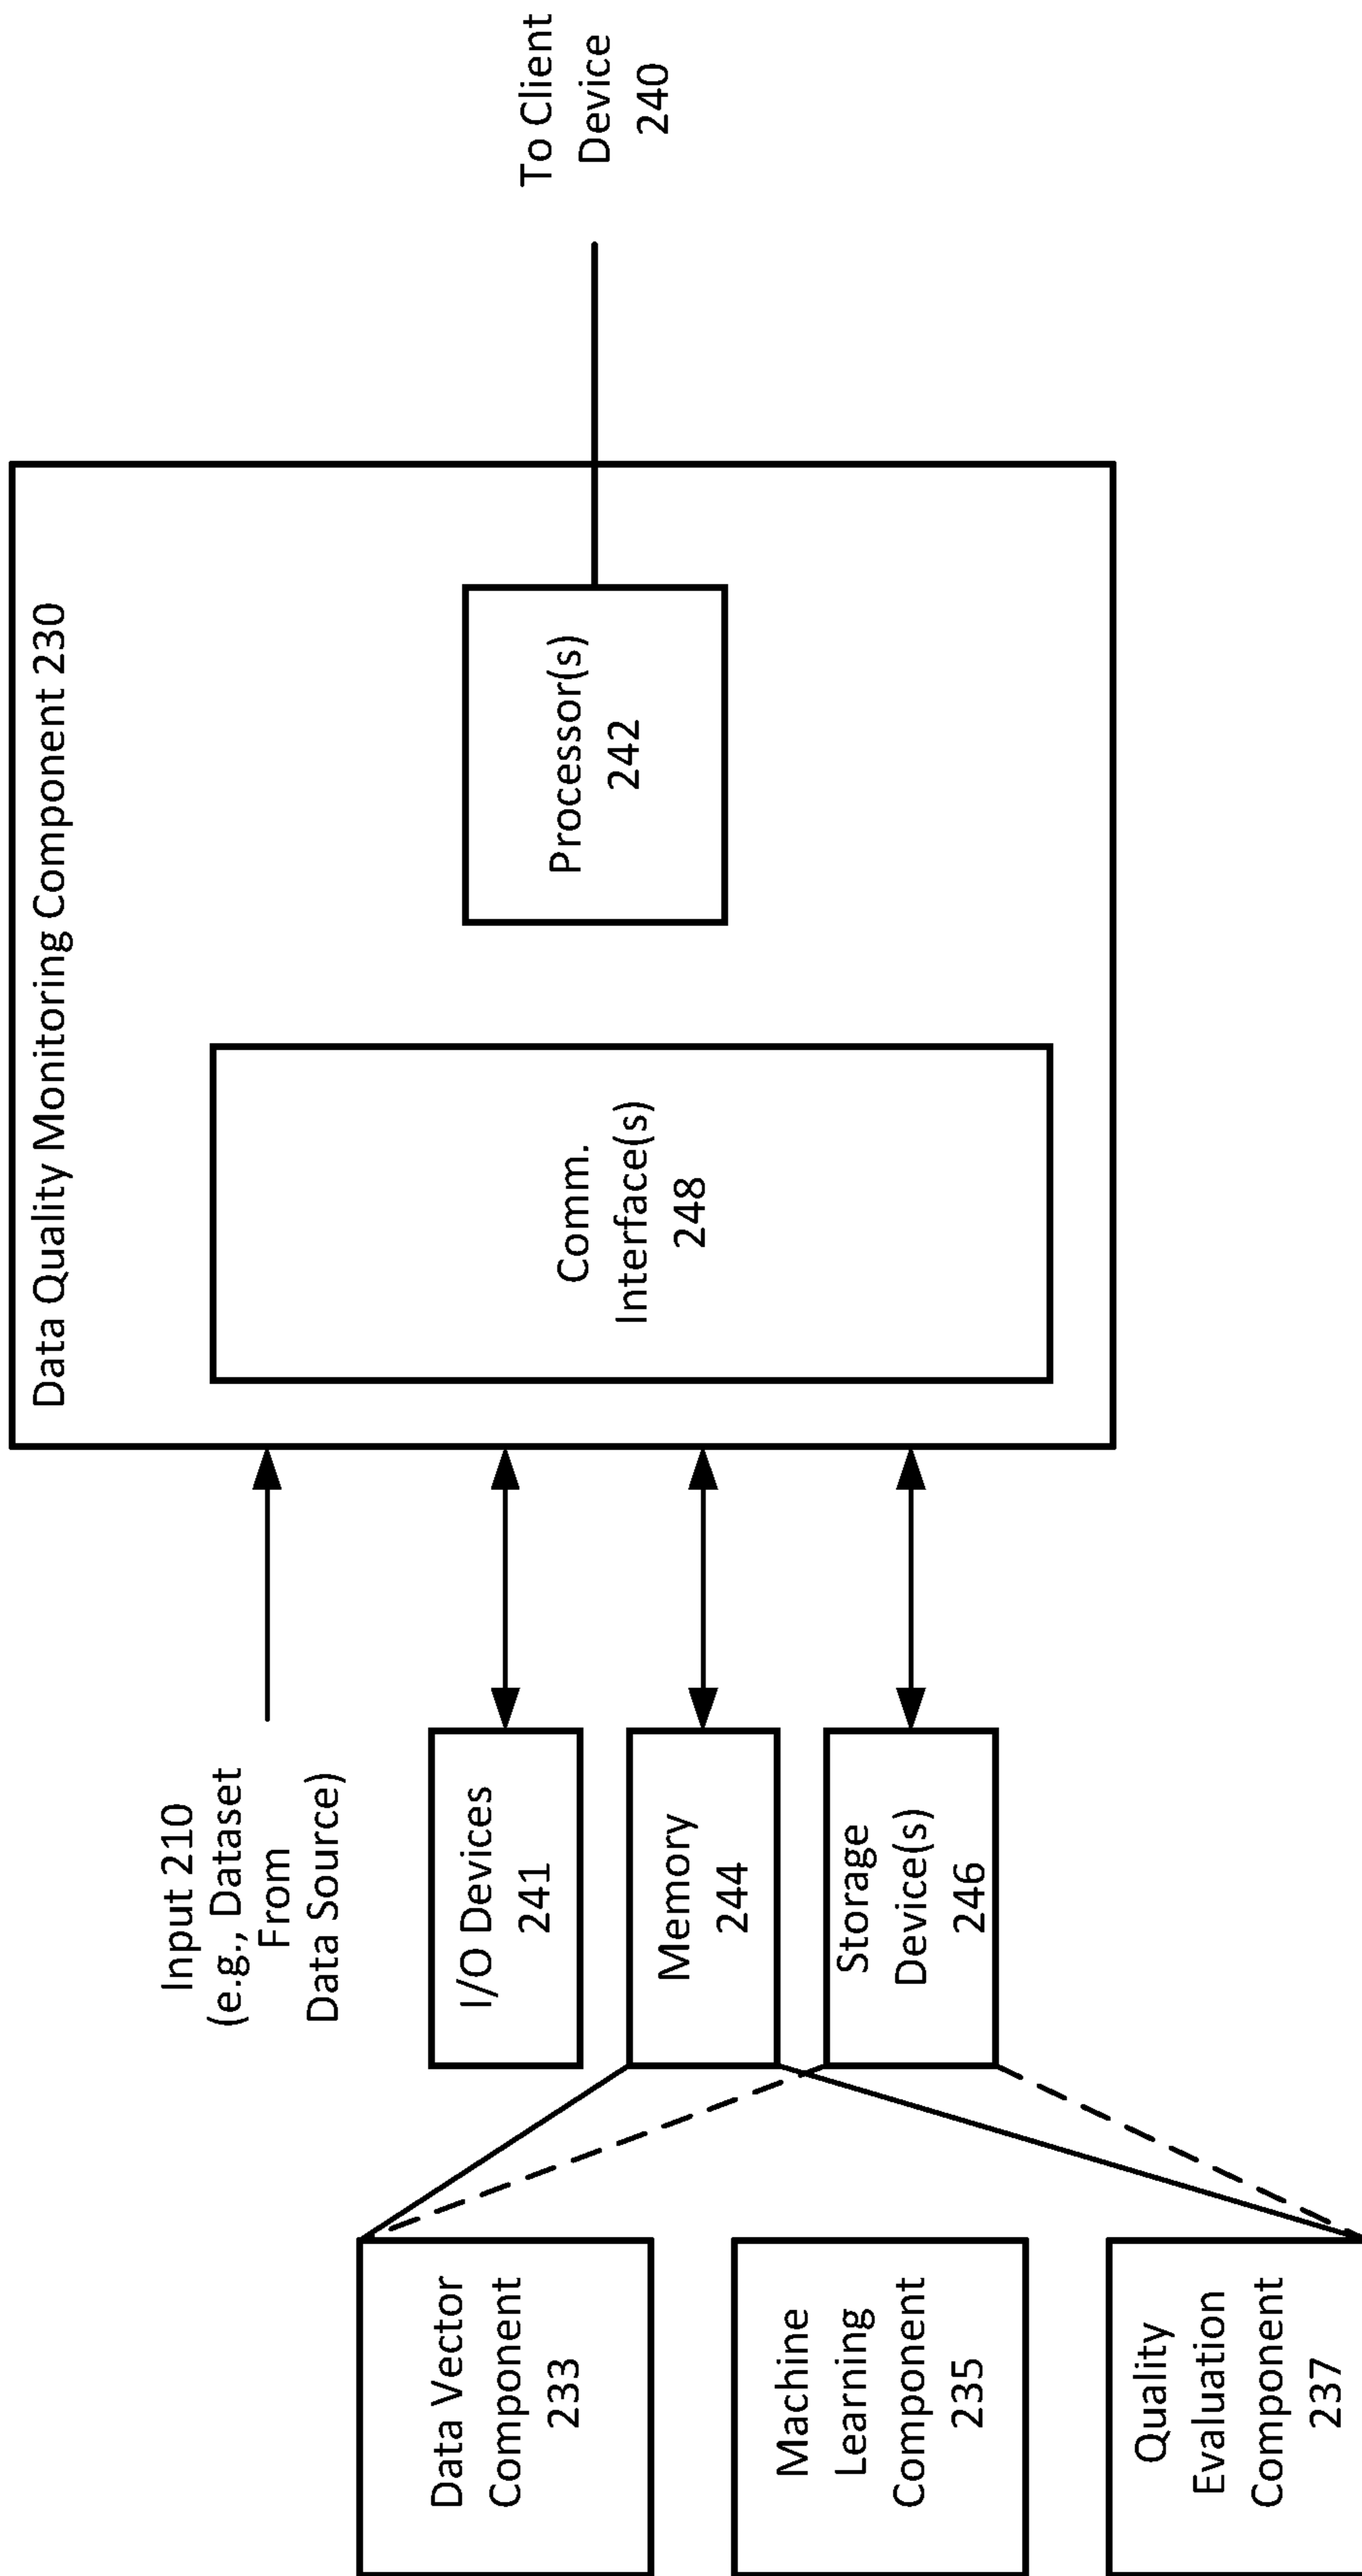 Data Vector
Component
233
Machine
Learning
Component
235
Quality
Evaluation
Component
237
Input 210
(e.g., Dataset
From
Data Source)
I/O Devices
241
Memory
244
Storage
Device(s)
246
Data Quality Monitoring Component 230
Comm.
Interface(s)
248
Processor(s)
242
To Client
Device
240